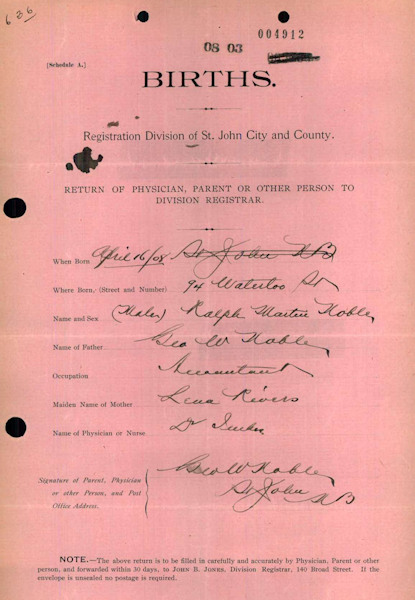 636
004912
08 03
[Schedule A.]
BIRTHS.
Registration Division of St. John City and County.
RETURN OF PHYSICIAN, PARENT OR OTHER PERSON TO
DIVISION REGISTRAR.
When Born April 16/08 St John NB
Where Born,-(Street and Number) 94 Waterloo St
Name and Sex (Male) Ralph Martin Noble
Name of Father Geo W Noble
Occupation Accountant
Maiden Name of Mother Lena Rivers
Name of Physician or Nurse Dr
Signature of Parent, Physician
or other Person, and Post
Office Address.
Geo W Noble
St John NB
NOTE.—The above return is to be filled in carefully and accurately by Physician, Parent or other
person, and forwarded within 30 days, to JOHN B. JONES, Division Registrar, 140 Broad Street. If the
envelope is unsealed no postage is required.